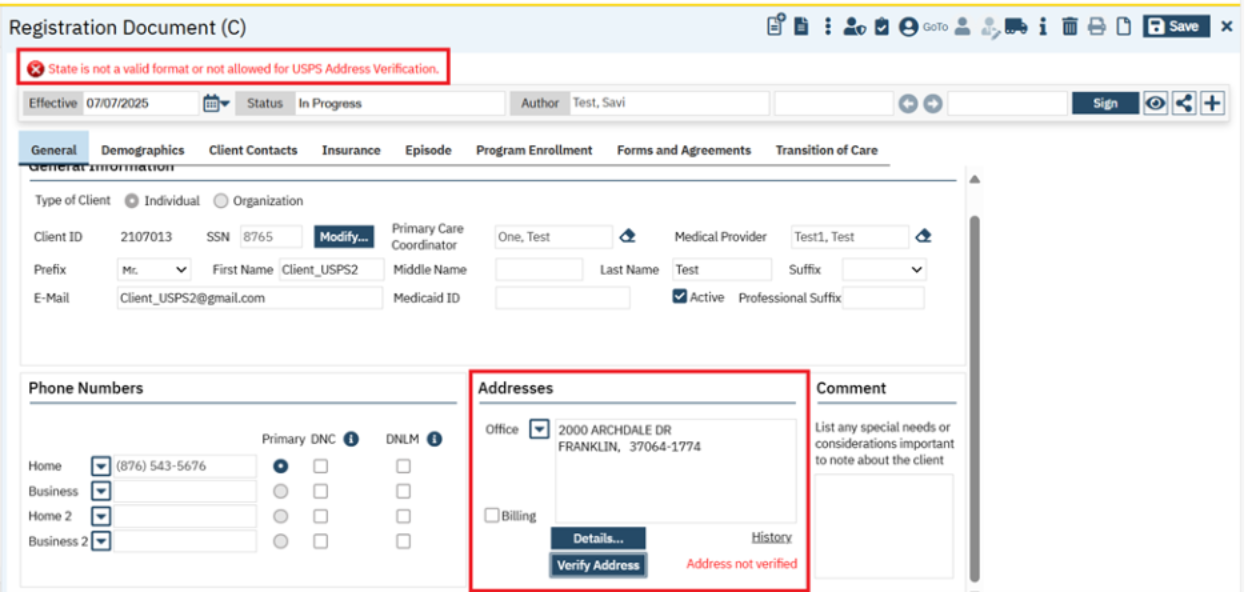 Registration Document (C)
GoTo
Save
State is not a valid format or not allowed for USPS Address Verification.
Effective 07/07/2025 Status In Progress Author Test, Savi Sign
General Demographics Client Contacts Insurance Episode Program Enrollment Forms and Agreements Transition of Care
General Information
Type of Client Individual Organization
Client ID 2107013 SSN 8765 Modify... Primary Care Coordinator One, Test Medical Provider Test1, Test
Prefix Mr. First Name Client_USPS2 Middle Name Last Name Test Suffix
E-Mail Client_USPS2@gmail.com Medicaid ID Active Professional Suffix
Phone Numbers
Primary DNC DNLM
Home (876) 543-5676
Business
Home 2
Business 2
Addresses
Office 2000 ARCHDALE DR
FRANKLIN, 37064-1774
Billing
Details... History
Verify Address Address not verified
Comment
List any special needs or
considerations important
to note about the client